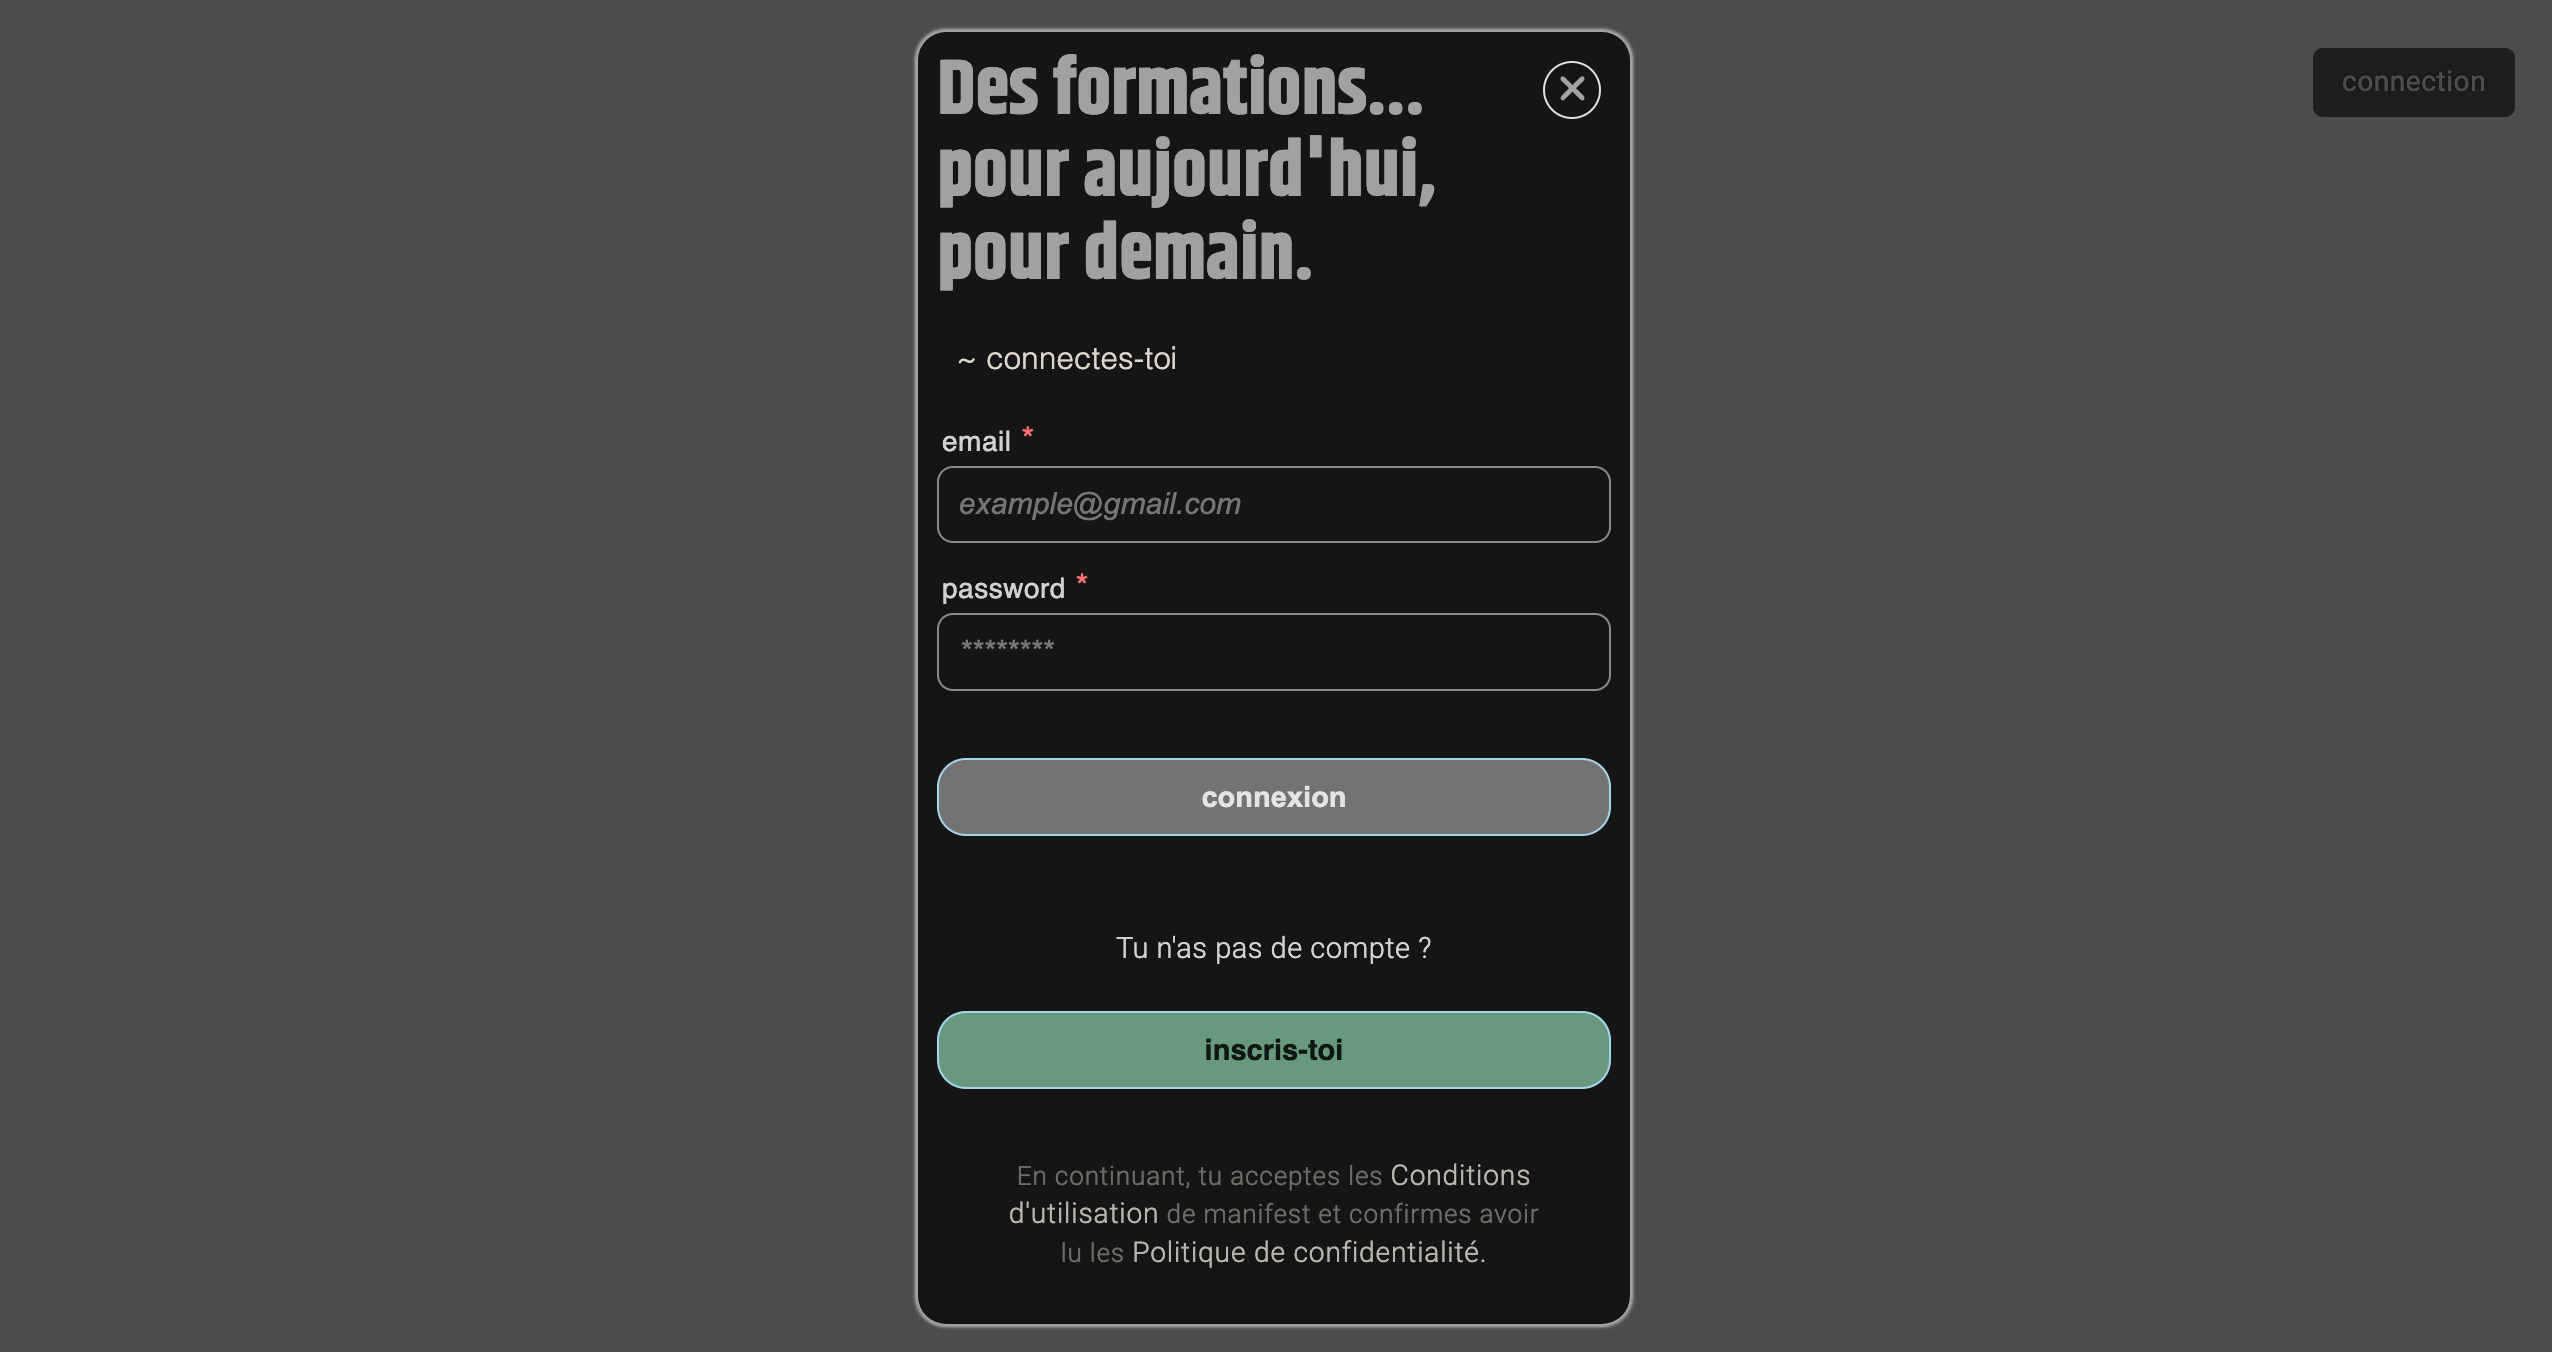 Des formations...
pour aujourd'hui,
pour demain.
connection
~ connectes-toi
email *
example@gmail.com
password *
********
connexion
Tu n'as pas de compte ?
inscris-toi
En continuant, tu acceptes les Conditions
d'utilisation de manifest et confirmes avoir
lu les Politique de confidentialité.